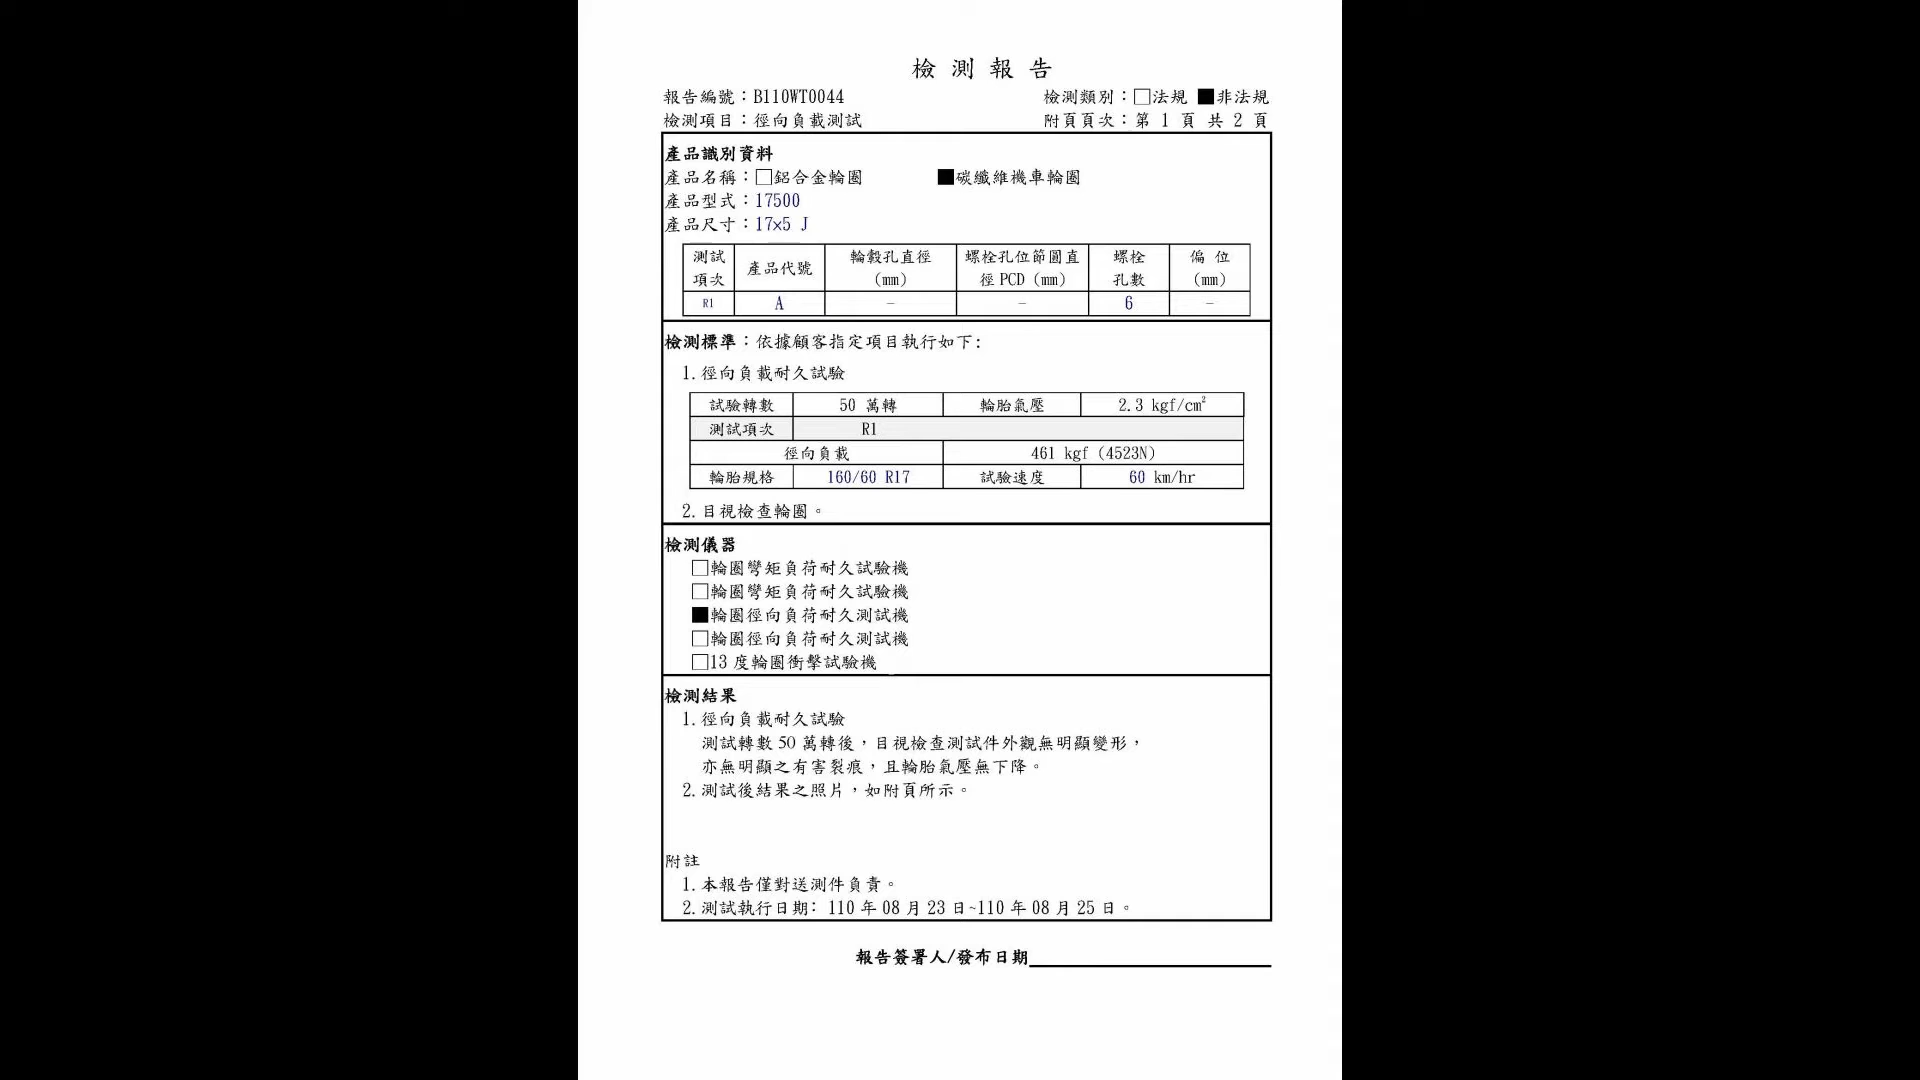 檢測報告
報告編號：B110WT0044 檢測類別：□法規 ■非法規
檢測項目：徑向負載測試 附頁頁次：第 1 頁 共 2 頁
產品識別資料
產品名稱：□鋁合金輪圈 ■碳纖維機車輪圈
產品型式：17500
產品尺寸：17×5 J
測試項次 產品代號 輪轂孔直徑(mm) 螺栓孔位節圓直徑 PCD (mm) 螺栓孔數 偏位(mm)
R1 A － － 6 －
檢測標準：依據顧客指定項目執行如下:
1.徑向負載耐久試驗
試驗轉數 50 萬轉 輪胎氣壓 2.3 kgf/cm²
測試項次 R1
徑向負載 461 kgf (4523N)
輪胎規格 160/60 R17 試驗速度 60 km/hr
2.目視檢查輪圈。
檢測儀器
□輪圈彎矩負荷耐久試驗機
□輪圈彎矩負荷耐久試驗機
■輪圈徑向負荷耐久測試機
□輪圈徑向負荷耐久測試機
□13 度輪圈衝擊試驗機
檢測結果
1.徑向負載耐久試驗
測試轉數 50 萬轉後，目視檢查測試件外觀無明顯變形，
亦無明顯之有害裂痕，且輪胎氣壓無下降。
2.測試後結果之照片，如附頁所示。
附註
1.本報告僅對送測件負責。
2.測試執行日期: 110 年 08 月 23 日~110 年 08 月 25 日。
報告簽署人/發布日期